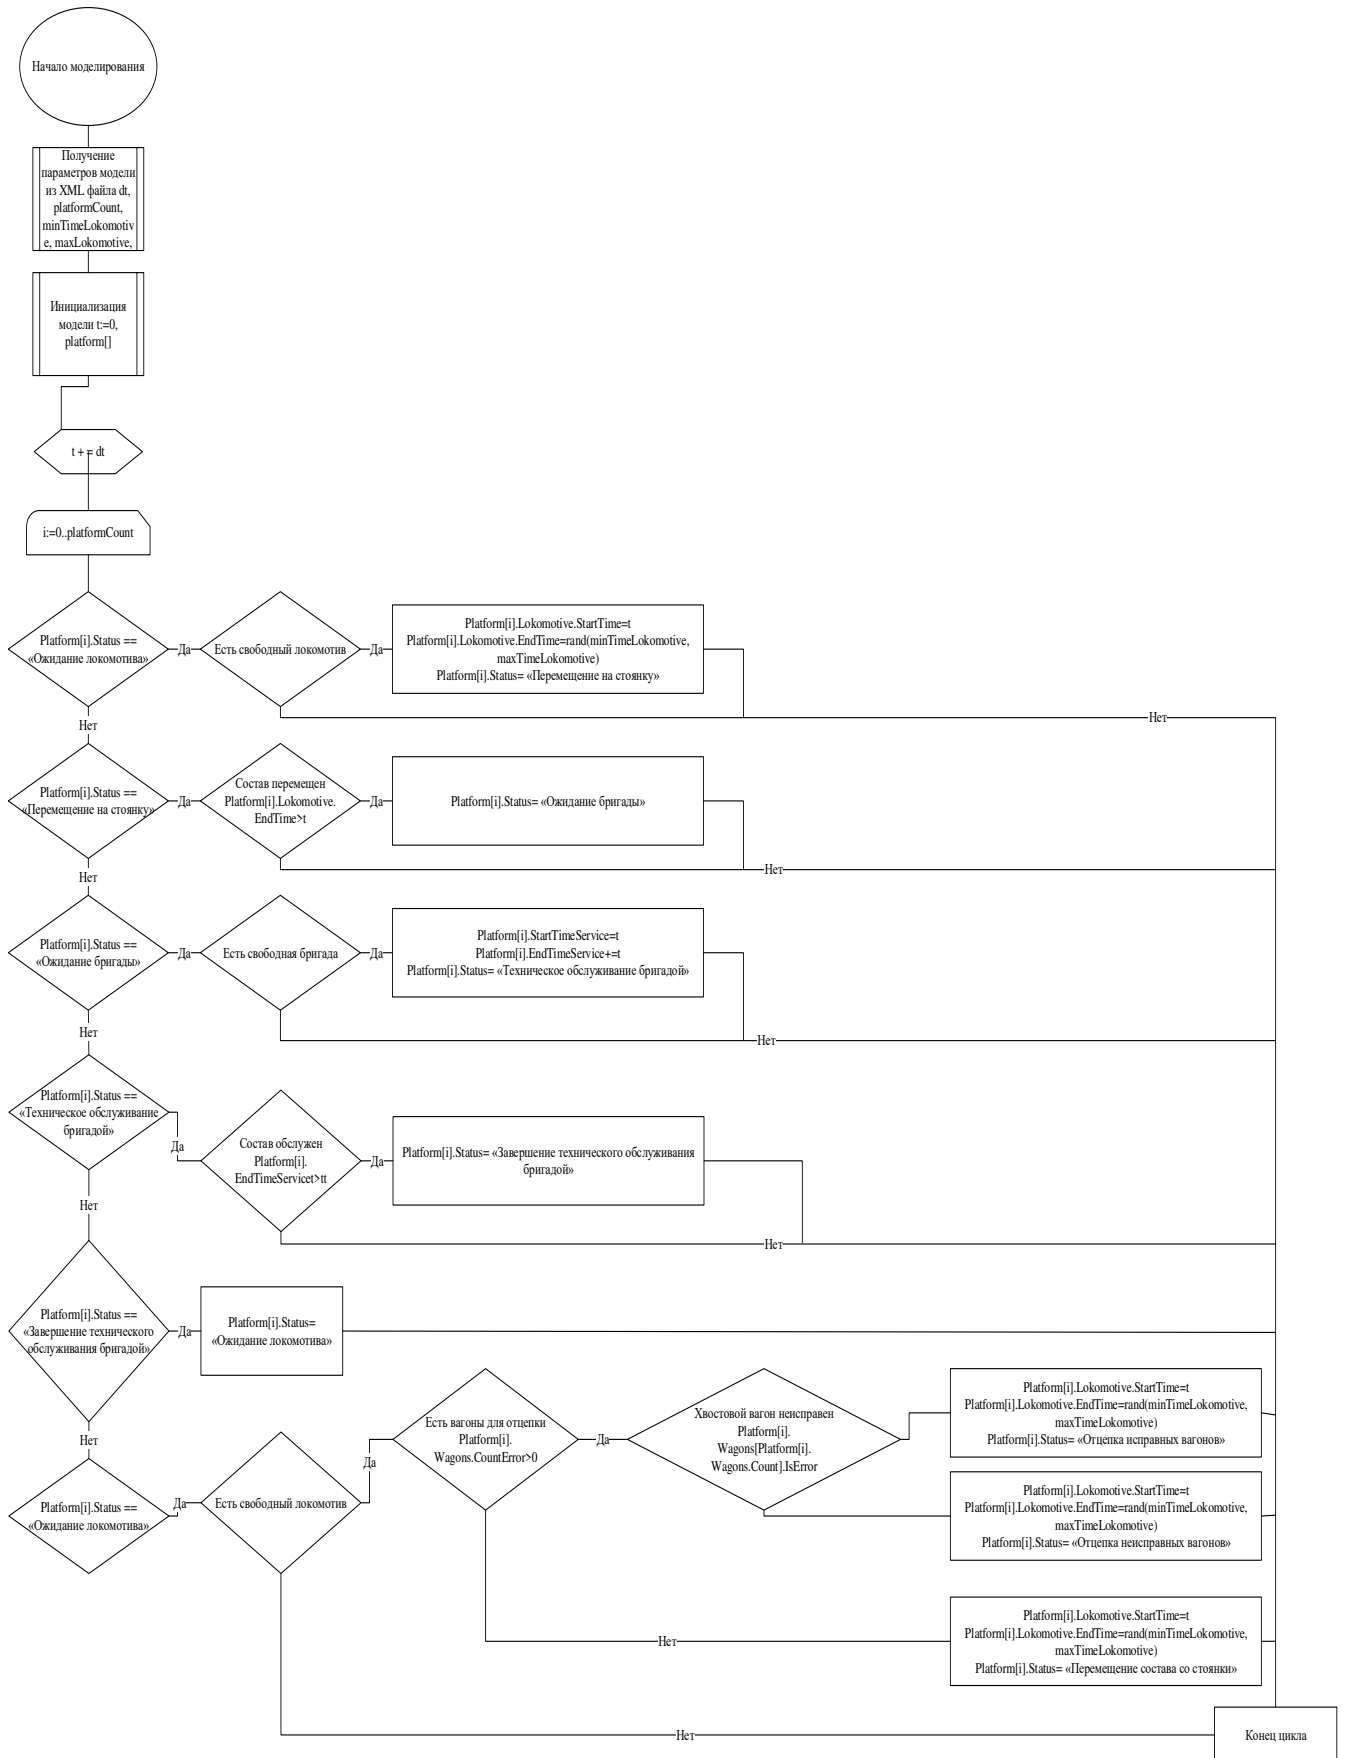 Начало моделирования
Получение
параметров модели
из XML файла dt,
platformCount,
minTimeLokomotiv
e, maxLokomotive,
Инициализация
модели t:=0,
platform[]
t + = dt
i:=0..platformCount
Platform[i].Status ==
«Ожидание локомотива»
Да
Есть свободный локомотив
Да
Platform[i].Lokomotive.StartTime=t
Platform[i].Lokomotive.EndTime=rand(minTimeLokomotive,
maxTimeLokomotive)
Platform[i].Status= «Перемещение на стоянку»
Нет
Нет
Platform[i].Status ==
«Перемещение на стоянку»
Да
Состав перемещен
Platform[i].Lokomotive.
EndTime>t
Да
Platform[i].Status= «Ожидание бригады»
Нет
Нет
Platform[i].Status ==
«Ожидание бригады»
Да
Есть свободная бригада
Да
Platform[i].StartTimeService=t
Platform[i].EndTimeService+=t
Platform[i].Status= «Техническое обслуживание бригадой»
Нет
Нет
Platform[i].Status ==
«Техническое обслуживание
бригадой»
Да
Состав обслужен
Platform[i].
EndTimeServicet>tt
Да
Platform[i].Status= «Завершение технического обслуживания
бригадой»
Нет
Нет
Platform[i].Status ==
«Завершение технического
обслуживания бригадой»
Да
Platform[i].Status=
«Ожидание локомотива»
Нет
Platform[i].Status ==
«Ожидание локомотива»
Да
Есть свободный локомотив
Да
Есть вагоны для отцепки
Platform[i].
Wagons.CountError>0
Да
Хвостовой вагон неисправен
Platform[i].
Wagons[Platform[i].
Wagons.Count].IsError
Platform[i].Lokomotive.StartTime=t
Platform[i].Lokomotive.EndTime=rand(minTimeLokomotive,
maxTimeLokomotive)
Platform[i].Status= «Отцепка исправных вагонов»
Platform[i].Lokomotive.StartTime=t
Platform[i].Lokomotive.EndTime=rand(minTimeLokomotive,
maxTimeLokomotive)
Platform[i].Status= «Отцепка неисправных вагонов»
Нет
Platform[i].Lokomotive.StartTime=t
Platform[i].Lokomotive.EndTime=rand(minTimeLokomotive,
maxTimeLokomotive)
Platform[i].Status= «Перемещение состава со стоянки»
Нет
Конец цикла